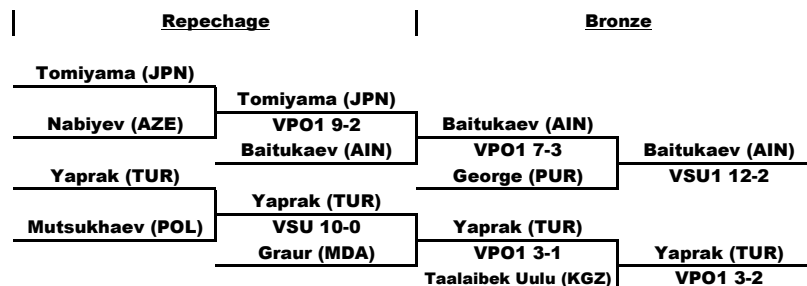 Repechage Bronze
Tomiyama (JPN)
Tomiyama (JPN)
Nabiyev (AZE)
VPO1 9-2
Baitukaev (AIN)
Baitukaev (AIN)
VPO1 7-3
Baitukaev (AIN)
Yaprak (TUR)
George (PUR)
VSU1 12-2
Yaprak (TUR)
Mutsukhaev (POL)
VSU 10-0
Yaprak (TUR)
Graur (MDA)
VPO1 3-1
Yaprak (TUR)
Taalaibek Uulu (KGZ)
VPO1 3-2